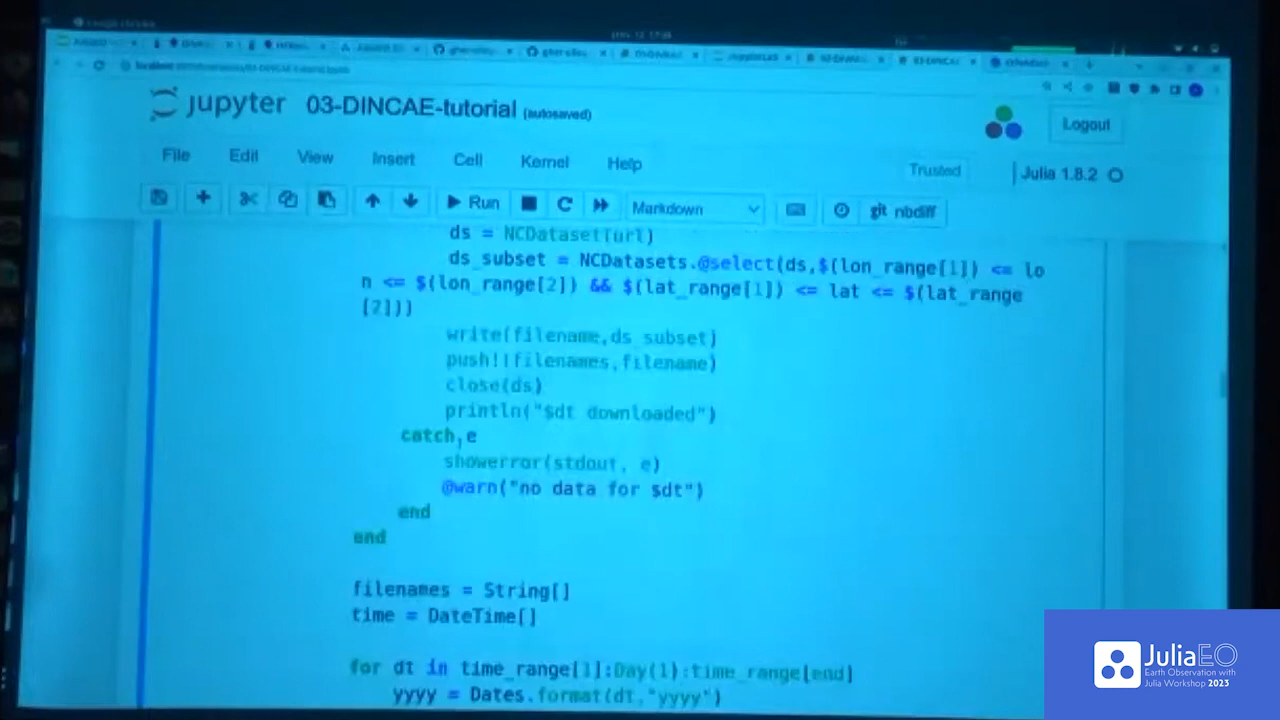 jupyter 03-DINCAE-tutorial (autosaved)
Logout
File Edit View Insert Cell Kernel Help
Trusted
Julia 1.8.2
Run
Markdown
git nbdiff
ds = NCDataset(url)
ds_subset = NCDatasets.@select(ds,$(lon_range[1]) <= lo
n <= $(lon_range[2]) && $(lat_range[1]) <= lat <= $(lat_range
[2]))
write(filename,ds_subset)
push!(filenames,filename)
close(ds)
println("$dt downloaded")
catch e
showerror(stdout, e)
@warn("no data for $dt")
end
end
filenames = String[]
time = DateTime[]
for dt in time_range[1]:Day(1):time_range[end]
yyyy = Dates.format(dt,"yyyy")
JuliaEO
Earth Observation with
Julia Workshop 2023